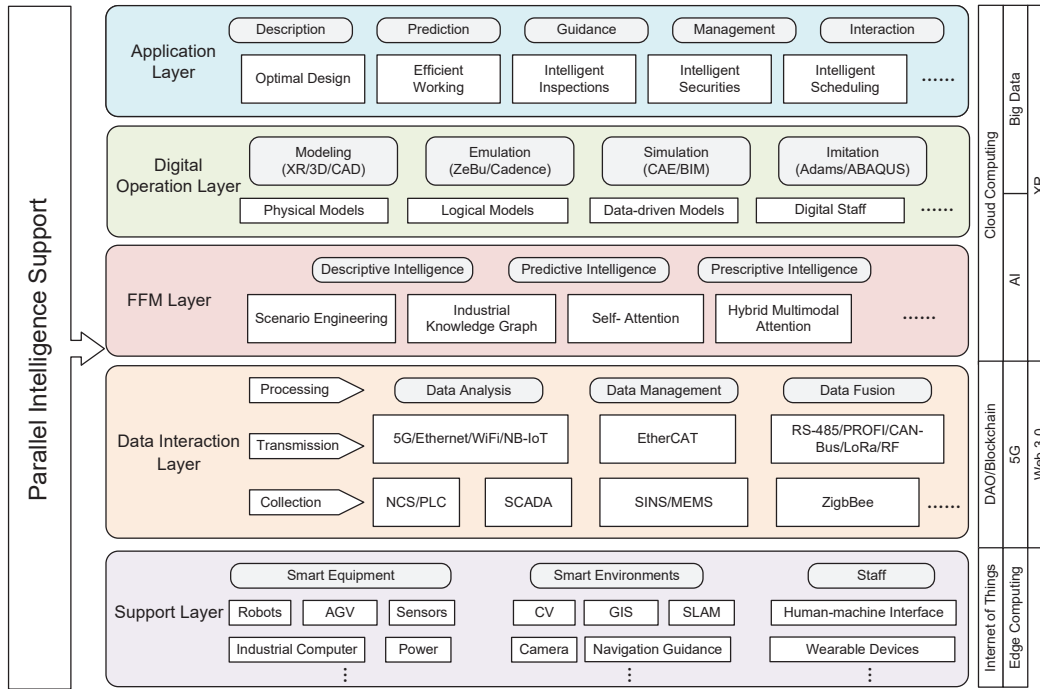 Parallel Intelligence Support
Application
Layer
Description
Prediction
Guidance
Management
Interaction
Optimal Design
Efficient
Working
Intelligent
Inspections
Intelligent
Securities
Intelligent
Scheduling
......
Digital
Operation Layer
Modeling
(XR/3D/CAD)
Emulation
(ZeBu/Cadence)
Simulation
(CAE/BIM)
Imitation
(Adams/ABAQUS)
Physical Models
Logical Models
Data-driven Models
Digital Staff
......
FFM Layer
Descriptive Intelligence
Predictive Intelligence
Prescriptive Intelligence
Scenario Engineering
Industrial
Knowledge Graph
Self- Attention
Hybrid Multimodal
Attention
......
Data Interaction
Layer
Processing
Data Analysis
Data Management
Data Fusion
Transmission
5G/Ethernet/WiFi/NB-IoT
EtherCAT
RS-485/PROFI/CAN-
Bus/LoRa/RF
Collection
NCS/PLC
SCADA
SINS/MEMS
ZigbBee
......
Support Layer
Smart Equipment
Smart Environments
Staff
Robots
AGV
Sensors
CV
GIS
SLAM
Human-machine Interface
Industrial Computer
Power
Camera
Navigation Guidance
Wearable Devices
Cloud Computing
DAO/Blockchain
Internet of Things
Big Data
AI
5G
Edge Computing
XR
Web 3.0